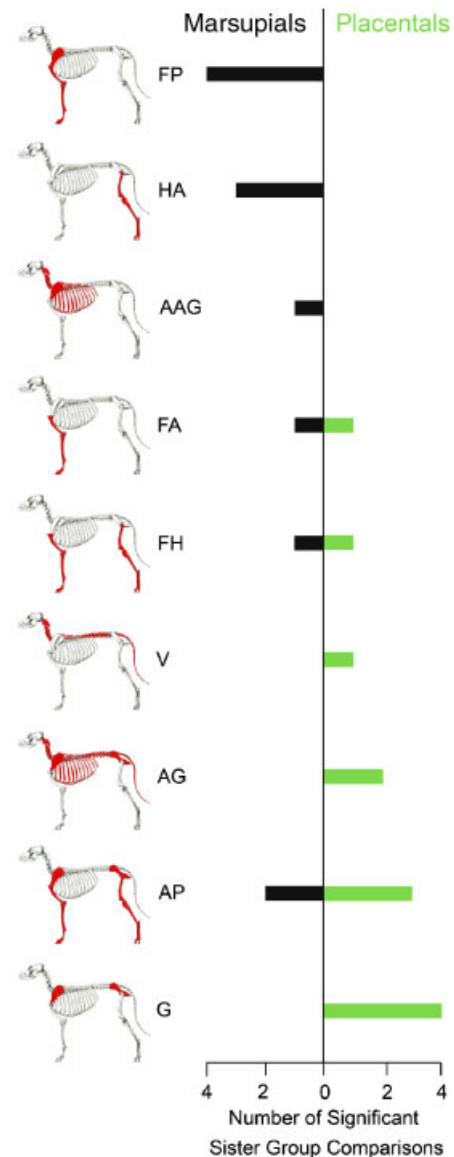 Marsupials Placentals
FP
HA
AAG
FA
FH
V
AG
AP
G
4 2 0 2 4
Number of Significant
Sister Group Comparisons